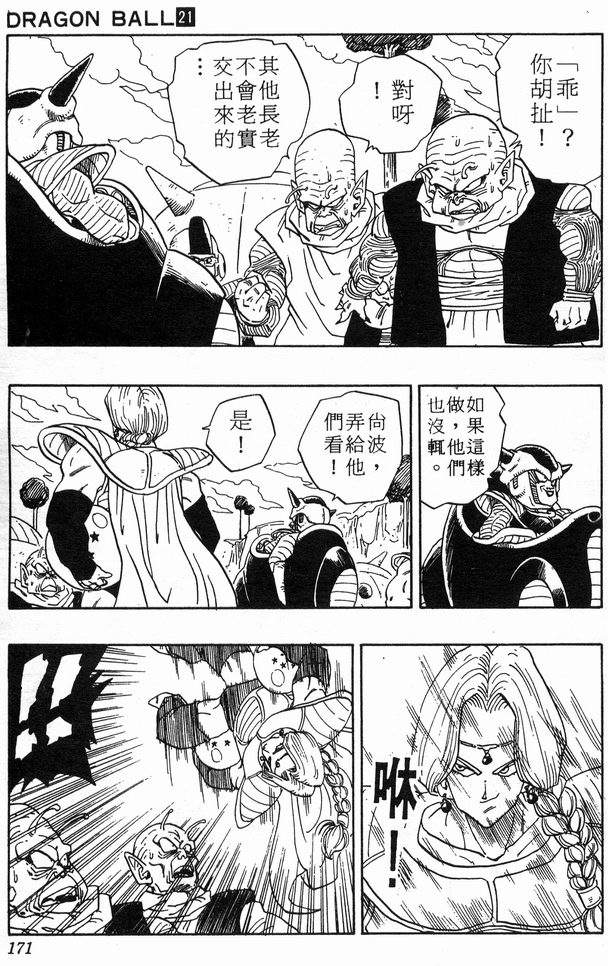 DRAGON BALL 21
「乖」？
你胡扯！
對呀
！
其他長老
不會老實
交出來的
…
如果這樣
做，他們
也沒輒。
尚波，
弄給他
們看！
是！
咻！
171